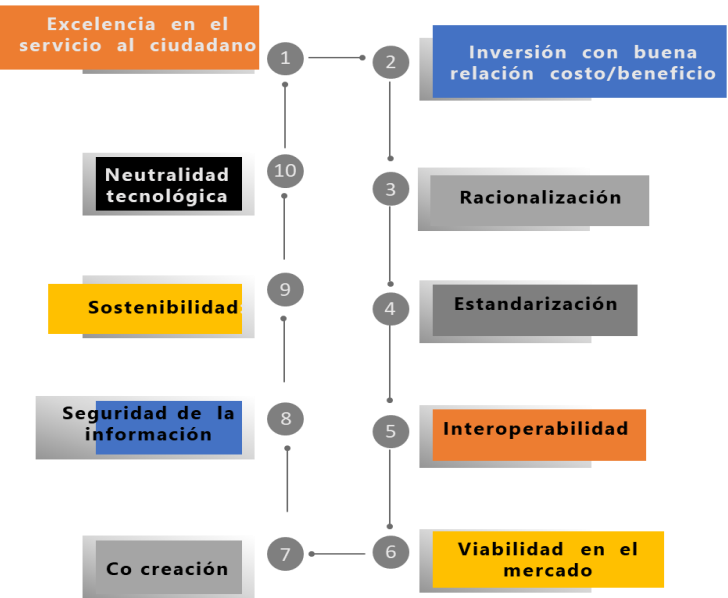 Excelencia en el
servicio al ciudadano
1
2
Inversión con buena
relación costo/beneficio
3
Racionalización
4
Estandarización
5
Interoperabilidad
6
Viabilidad en el
mercado
7
Co creación
8
Seguridad de la
información
9
Sostenibilidad
10
Neutralidad
tecnológica